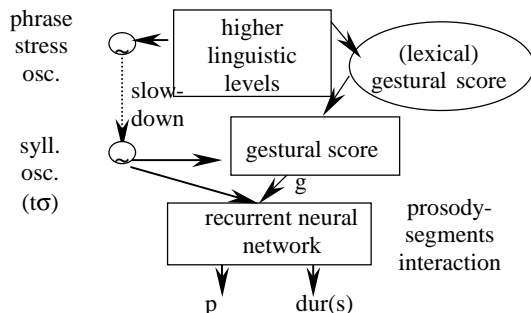 phrase
stress
osc.
higher
linguistic
levels
(lexical)
gestural score
slow-
down
syll.
osc.
(tσ)
~
~
gestural score
g
recurrent neural
network
prosody-
segments
interaction
p
dur(s)